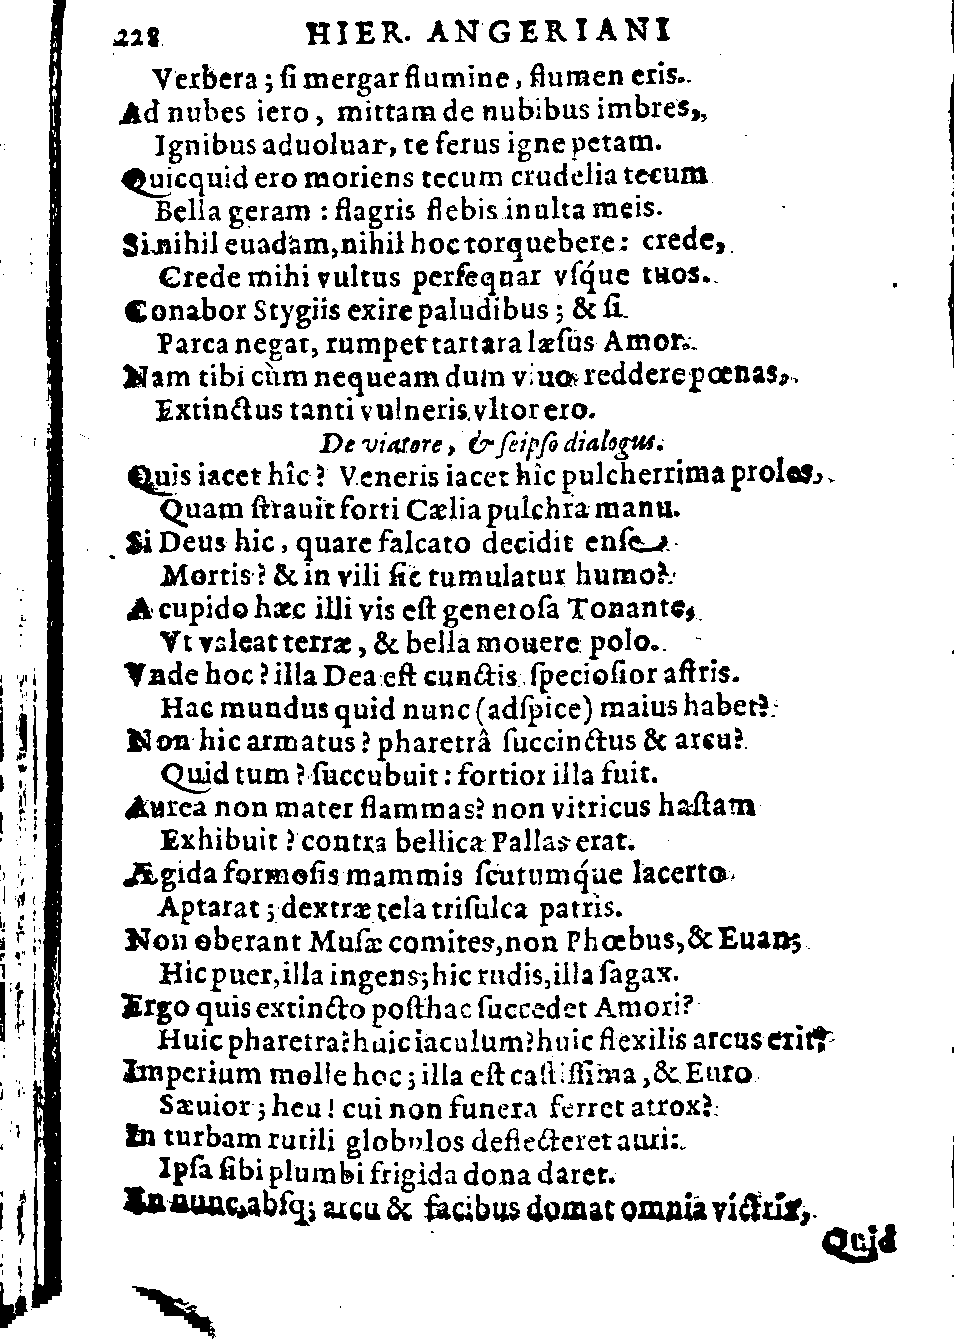 228 HIER. ANGERIANI
Verbera; ſi mergar flumine, flumen eris.
Ad nubes iero, mittam de nubibus imbres,
Ignibus aduoluar, te ferus igne petam.
Quicquid ero moriens tecum crudelia tecum
Bella geram: flagris flebis inulta meis.
Si nihil euadam, nihil hoc torquebere: crede,
Crede mihi vultus perſequar vſq́ue tuos.
Conabor Stygiis exire paludibus; & ſi
Parca negat, rumpet tartara læſus Amor.
Nam tibi cùm nequeam dum viuo reddere pœnas,
Extinctus tanti vulneris vltor ero.
De viatore, & ſeipſo dialogus.
Quis iacet hîc? Veneris iacet hîc pulcherrima proles,
Quam ſtrauit forti Cælia pulchra manu.
Si Deus hic, quare falcato decidit enſe
Mortis? & in vili ſic tumulatur humo?
A cupido hæc illi vis eſt generoſa Tonante,
Vt valeat terræ, & bella mouere polo.
Vnde hoc? illa Dea eſt cunctis ſpecioſior aſtris.
Hac mundus quid nunc (adſpice) maius habet?
Non hic armatus? pharetrâ ſuccinctus & arcu?
Quid tum? ſuccubuit: fortior illa fuit.
Aurea non mater flammas? non vitricus haſtam
Exhibuit? contra bellica Pallas erat.
Ægida formoſis mammis ſcutumq́ue lacerto
Aptarat; dextræ tela triſulca patris.
Non oberant Muſæ comites, non Phœbus, & Euan;
Hic puer, illa ingens; hic rudis, illa ſagax.
Ergo quis extincto poſthac ſuccedet Amori?
Huic pharetra? huic iaculum? huic flexilis arcus erit?
Imperium molle hoc; illa eſt caſtiſſima, & Euro
Sæuior; heu! cui non funera ferret atrox?
In turbam rutili globulos deflecteret auri:
Ipſa ſibi plumbi frigida dona daret.
En nunc abſq; arcu & facibus domat omnia victrix,
Quid